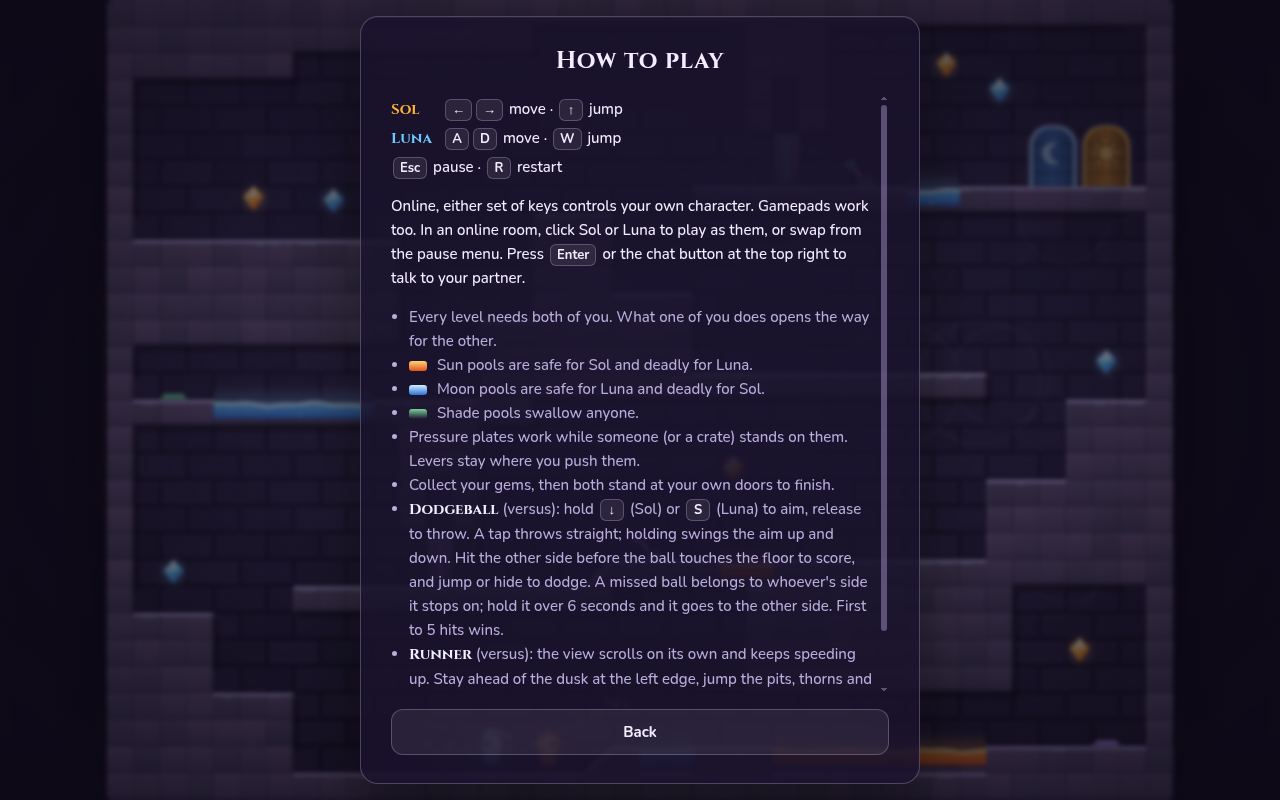 How to play
Sol ← → move · ↑ jump
Luna A D move · W jump
Esc pause · R restart
Online, either set of keys controls your own character. Gamepads work
too. In an online room, click Sol or Luna to play as them, or swap from
the pause menu. Press Enter or the chat button at the top right to
talk to your partner.
• Every level needs both of you. What one of you does opens the way
for the other.
• Sun pools are safe for Sol and deadly for Luna.
• Moon pools are safe for Luna and deadly for Sol.
• Shade pools swallow anyone.
• Pressure plates work while someone (or a crate) stands on them.
Levers stay where you push them.
• Collect your gems, then both stand at your own doors to finish.
• Dodgeball (versus): hold ↓ (Sol) or S (Luna) to aim, release
to throw. A tap throws straight; holding swings the aim up and
down. Hit the other side before the ball touches the floor to score,
and jump or hide to dodge. A missed ball belongs to whoever's side
it stops on; hold it over 6 seconds and it goes to the other side. First
to 5 hits wins.
• Runner (versus): the view scrolls on its own and keeps speeding
up. Stay ahead of the dusk at the left edge, jump the pits, thorns and
Back